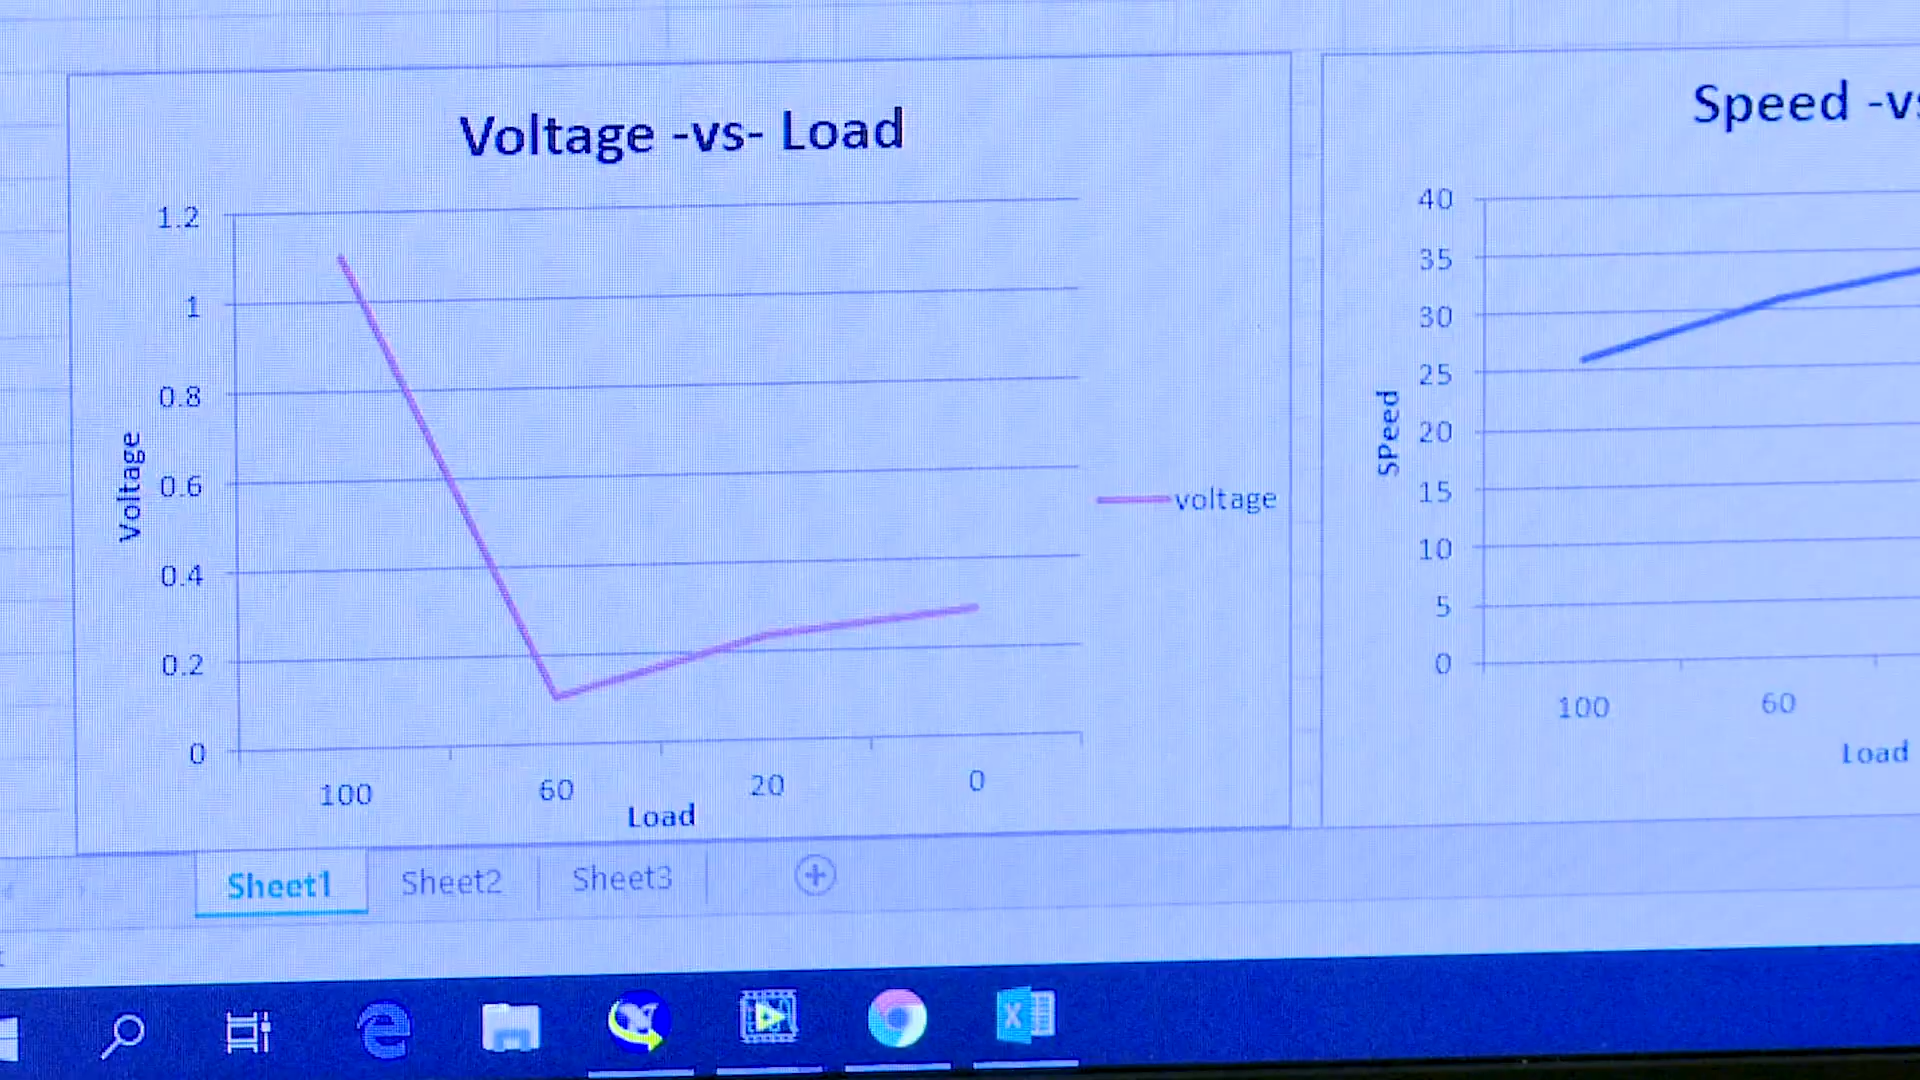 Voltage -vs- Load
1.2
1
0.8
0.6
0.4
0.2
0
Voltage
100 60 20 0
Load
voltage
Speed
40
35
30
25
20
15
10
5
0
SPeed
100 60
Load
Sheet1 Sheet2 Sheet3